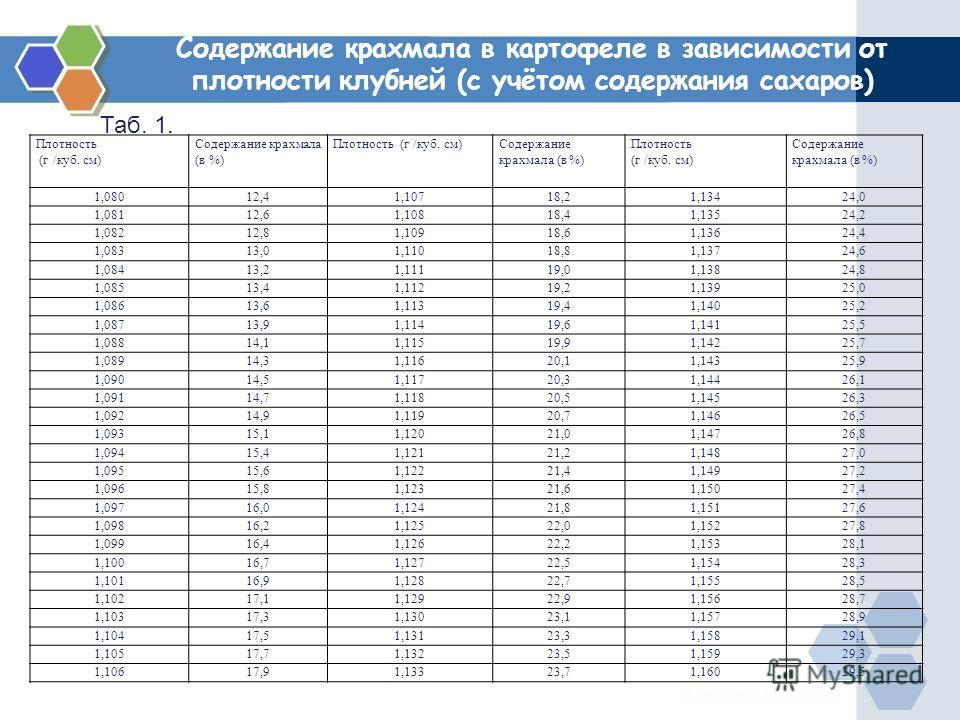 Содержание крахмала в картофеле в зависимости от
плотности клубней (с учётом содержания сахаров)
Таб. 1.
Плотность (г /куб. см) Содержание крахмала (в %) Плотность (г /куб. см) Содержание крахмала (в %) Плотность (г /куб. см) Содержание крахмала (в %)
1,080 12,4 1,107 18,2 1,134 24,0
1,081 12,6 1,108 18,4 1,135 24,2
1,082 12,8 1,109 18,6 1,136 24,4
1,083 13,0 1,110 18,8 1,137 24,6
1,084 13,2 1,111 19,0 1,138 24,8
1,085 13,4 1,112 19,2 1,139 25,0
1,086 13,6 1,113 19,4 1,140 25,2
1,087 13,9 1,114 19,6 1,141 25,5
1,088 14,1 1,115 19,9 1,142 25,7
1,089 14,3 1,116 20,1 1,143 25,9
1,090 14,5 1,117 20,3 1,144 26,1
1,091 14,7 1,118 20,5 1,145 26,3
1,092 14,9 1,119 20,7 1,146 26,5
1,093 15,1 1,120 21,0 1,147 26,8
1,094 15,4 1,121 21,2 1,148 27,0
1,095 15,6 1,122 21,4 1,149 27,2
1,096 15,8 1,123 21,6 1,150 27,4
1,097 16,0 1,124 21,8 1,151 27,6
1,098 16,2 1,125 22,0 1,152 27,8
1,099 16,4 1,126 22,2 1,153 28,1
1,100 16,7 1,127 22,5 1,154 28,3
1,101 16,9 1,128 22,7 1,155 28,5
1,102 17,1 1,129 22,9 1,156 28,7
1,103 17,3 1,130 23,1 1,157 28,9
1,104 17,5 1,131 23,3 1,158 29,1
1,105 17,7 1,132 23,5 1,159 29,3
1,106 17,9 1,133 23,7 1,160
MyShared